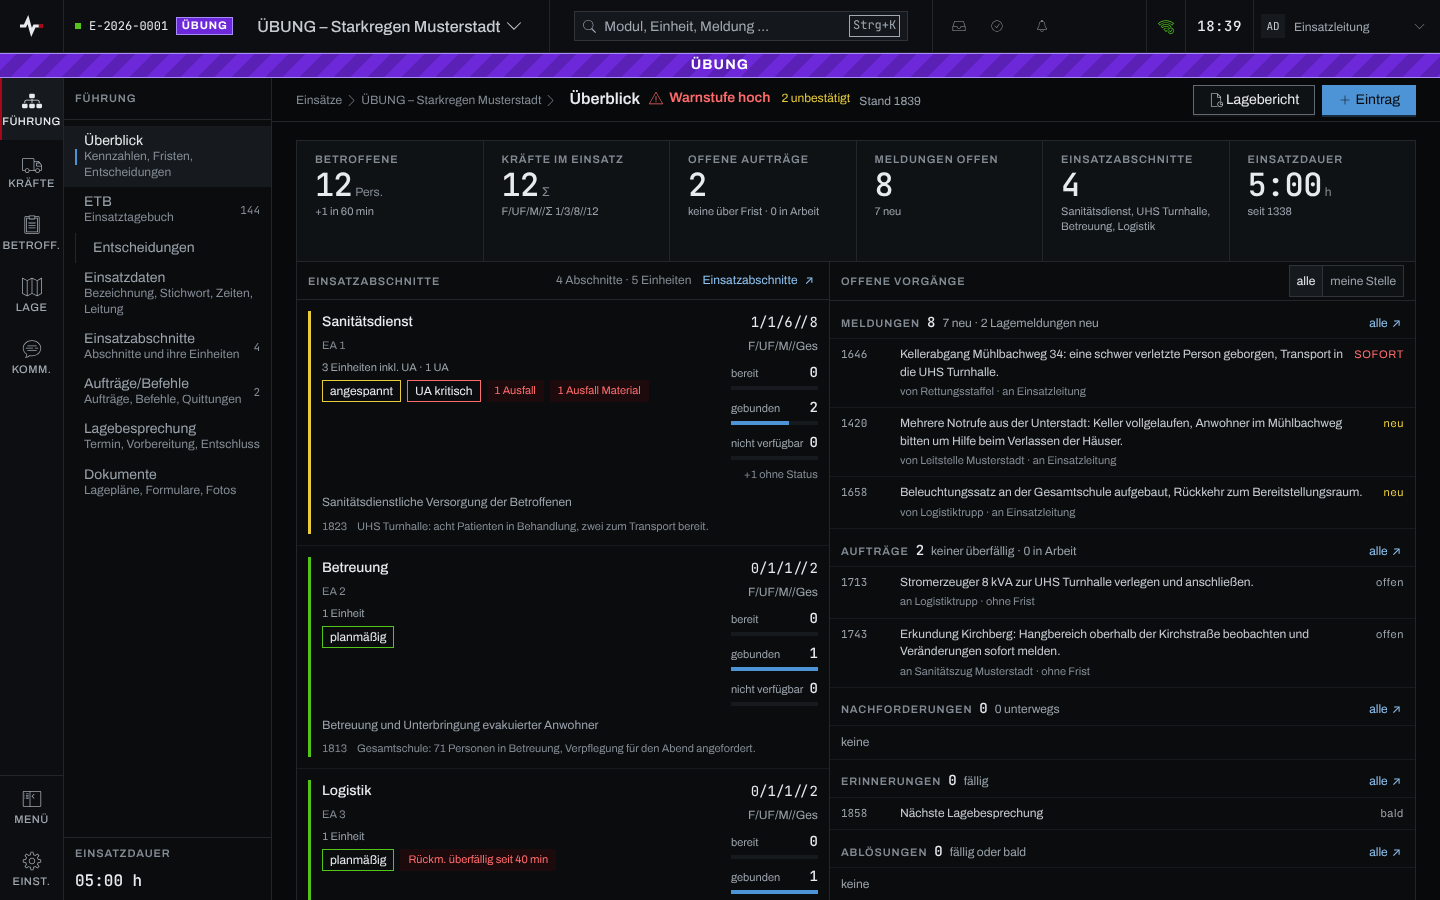 E-2026-0001 ÜBUNG ÜBUNG – Starkregen Musterstadt
Modul, Einheit, Meldung ... Strg+K
18:39 AD Einsatzleitung
ÜBUNG
FÜHRUNG
KRÄFTE
BETROFF.
LAGE
KOMM.
MENÜ
EINST.
FÜHRUNG
Überblick
Kennzahlen, Fristen,
Entscheidungen
ETB
Einsatztagebuch 144
Entscheidungen
Einsatzdaten
Bezeichnung, Stichwort, Zeiten,
Leitung
Einsatzabschnitte
Abschnitte und ihre Einheiten 4
Aufträge/Befehle
Aufträge, Befehle, Quittungen 2
Lagebesprechung
Termin, Vorbereitung, Entschluss
Dokumente
Lagepläne, Formulare, Fotos
EINSATZDAUER
05:00 h
Einsätze ÜBUNG – Starkregen Musterstadt Überblick Warnstufe hoch 2 unbestätigt Stand 1839
Lagebericht + Eintrag
BETROFFENE
12 Pers.
+1 in 60 min
KRÄFTE IM EINSATZ
12 Σ
F/UF/M//Σ 1/3/8//12
OFFENE AUFTRÄGE
2
keine über Frist · 0 in Arbeit
MELDUNGEN OFFEN
8
7 neu
EINSATZABSCHNITTE
4
Sanitätsdienst, UHS Turnhalle,
Betreuung, Logistik
EINSATZDAUER
5:00 h
seit 1338
EINSATZABSCHNITTE 4 Abschnitte · 5 Einheiten Einsatzabschnitte ↗
Sanitätsdienst 1/1/6//8
EA 1 F/UF/M//Ges
3 Einheiten inkl. UA · 1 UA
angespannt UA kritisch 1 Ausfall 1 Ausfall Material
bereit 0
gebunden 2
nicht verfügbar 0
+1 ohne Status
Sanitätsdienstliche Versorgung der Betroffenen
1823 UHS Turnhalle: acht Patienten in Behandlung, zwei zum Transport bereit.
Betreuung 0/1/1//2
EA 2 F/UF/M//Ges
1 Einheit
planmäßig
bereit 0
gebunden 1
nicht verfügbar 0
Betreuung und Unterbringung evakuierter Anwohner
1813 Gesamtschule: 71 Personen in Betreuung, Verpflegung für den Abend angefordert.
Logistik 0/1/1//2
EA 3 F/UF/M//Ges
1 Einheit
planmäßig Rückm. überfällig seit 40 min
bereit 0
gebunden 1
OFFENE VORGÄNGE alle meine Stelle
MELDUNGEN 8 7 neu · 2 Lagemeldungen neu alle ↗
1646 Kellerabgang Mühlbachweg 34: eine schwer verletzte Person geborgen, Transport in SOFORT
die UHS Turnhalle.
von Rettungsstaffel · an Einsatzleitung
1420 Mehrere Notrufe aus der Unterstadt: Keller vollgelaufen, Anwohner im Mühlbachweg neu
bitten um Hilfe beim Verlassen der Häuser.
von Leitstelle Musterstadt · an Einsatzleitung
1658 Beleuchtungssatz an der Gesamtschule aufgebaut, Rückkehr zum Bereitstellungsraum. neu
von Logistiktrupp · an Einsatzleitung
AUFTRÄGE 2 keiner überfällig · 0 in Arbeit alle ↗
1713 Stromerzeuger 8 kVA zur UHS Turnhalle verlegen und anschließen. offen
an Logistiktrupp · ohne Frist
1743 Erkundung Kirchberg: Hangbereich oberhalb der Kirchstraße beobachten und offen
Veränderungen sofort melden.
an Sanitätszug Musterstadt · ohne Frist
NACHFORDERUNGEN 0 0 unterwegs alle ↗
keine
ERINNERUNGEN 0 fällig alle ↗
1858 Nächste Lagebesprechung bald
ABLÖSUNGEN 0 fällig oder bald alle ↗
keine